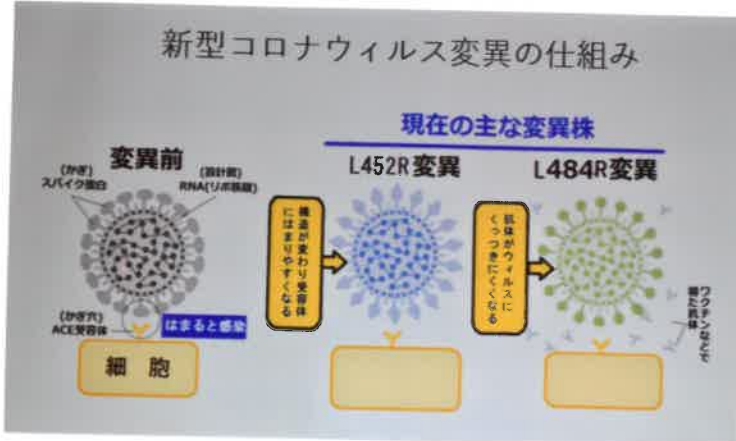 新型コロナウィルス変異の仕組み
現在の主な変異株
変異前
L452R変異
L484R変異
(かぎ)
スパイク蛋白
(設計図)
RNA(リボ核酸)
構造が変わり受容体
にはまりやすくなる
抗体がウィルスに
くっつきにくくなる
(かぎ穴)
ACE受容体
はまると感染
細胞
ワクチンなどで
得た抗体